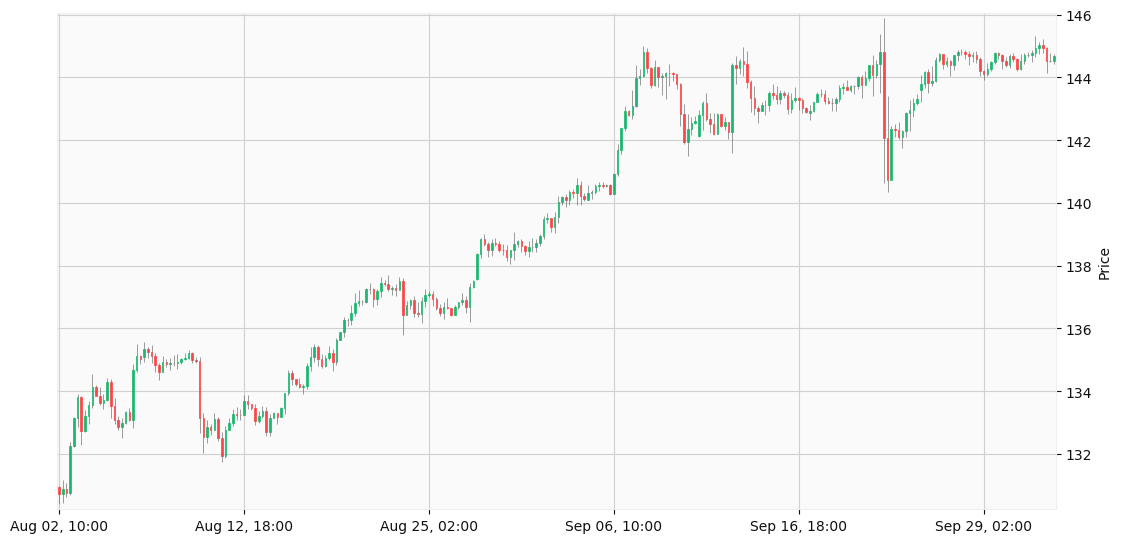 146
144
142
140
138
136
134
132
Price
Aug 02, 10:00
Aug 12, 18:00
Aug 25, 02:00
Sep 06, 10:00
Sep 16, 18:00
Sep 29, 02:00